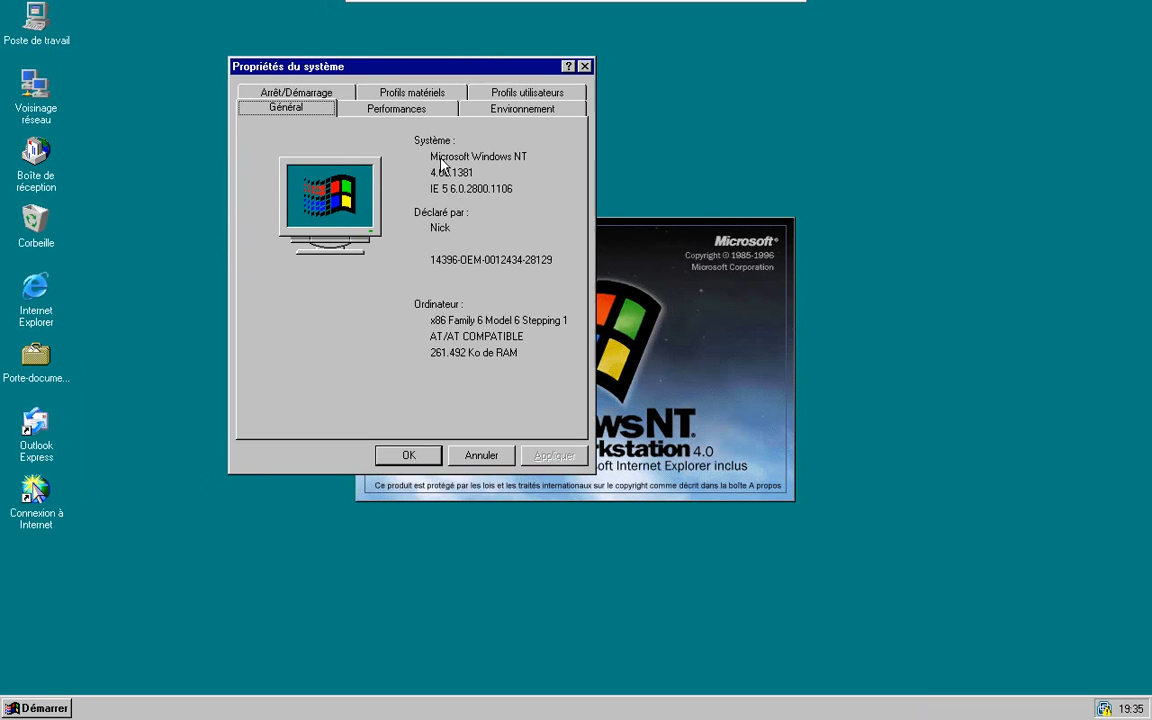 Poste de travail
Voisinage
réseau
Boîte de
réception
Corbeille
Internet
Explorer
Porte-docume...
Outlook
Express
Connexion à
Internet
Propriétés du système
Arrêt/Démarrage
Profils matériels
Profils utilisateurs
Général
Performances
Environnement
Système :
Microsoft Windows NT
4.00.1381
IE 5 6.0.2800.1106
Déclaré par :
Nick
14396-OEM-0012434-28129
Ordinateur :
x86 Family 6 Model 6 Stepping 1
AT/AT COMPATIBLE
261.492 Ko de RAM
OK
Annuler
Appliquer
Microsoft
Copyright © 1985-1996
Microsoft Corporation
wsNT
kstation 4.0
soft Internet Explorer inclus
Ce produit est protégé par les lois et les traités internationaux sur le copyright comme décrit dans la boîte A propos
Démarrer
19:35